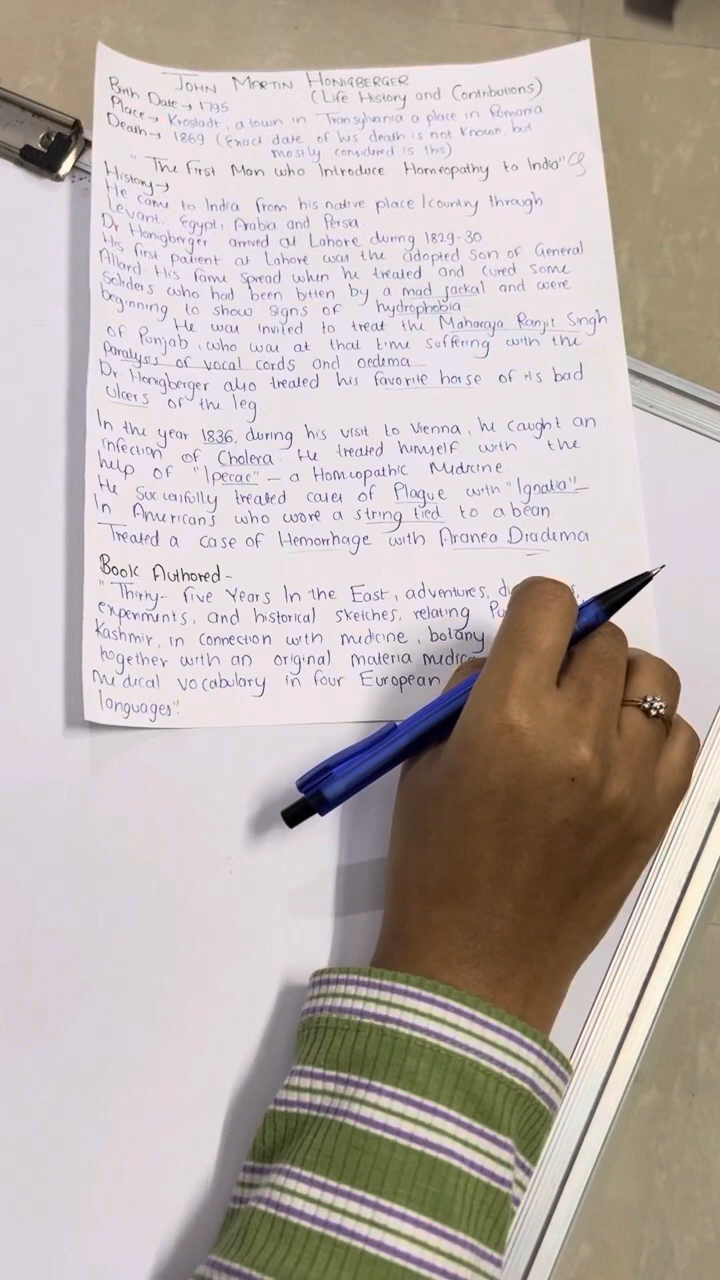 JOHN MARTIN HONIGBERGER
(Life History and Contributions)
Birth Date → 1795
Place → Krostadt, a town in Transylvania a place in Romania
Death → 1869 (Exact date of his death is not known, but
mostly considered is this)
"The First Man who Introduce Homeopathy to India"
History →
He came to India from his native place / country through
Levant, Egypt, Arabia and Persia.
Dr Honigberger arrived at Lahore during 1829-30
His first patient at Lahore was the adopted son of General
Allard. His fame spread when he treated and cured some
Soliders who had been bitten by a mad jackal and were
beginning to show signs of hydrophobia.
He was invited to treat the Maharaja Ranjit Singh
of Punjab, who was at that time suffering with the
paralysis of vocal cords and oedema
Dr Honigberger also treated his favorite horse of its bad
Ulcers of the leg
In the year 1836, during his visit to Vienna, he caught an
infection of Cholera. He treated himself with the
help of "Ipecac" – a Homoeopathic Medicine.
He Successfully treated cases of Plague with "Ignatia"
In Americans who wore a string tied to a bean
Treated a case of Hemorrhage with Aranea Diadema
Book Authored -
"Thirty- five Years In the East, adventures,
experiments, and historical sketches, relating
Kashmir, in connection with medicine, botany
together with an original materia medica
Medical vocabulary in four European
languages".